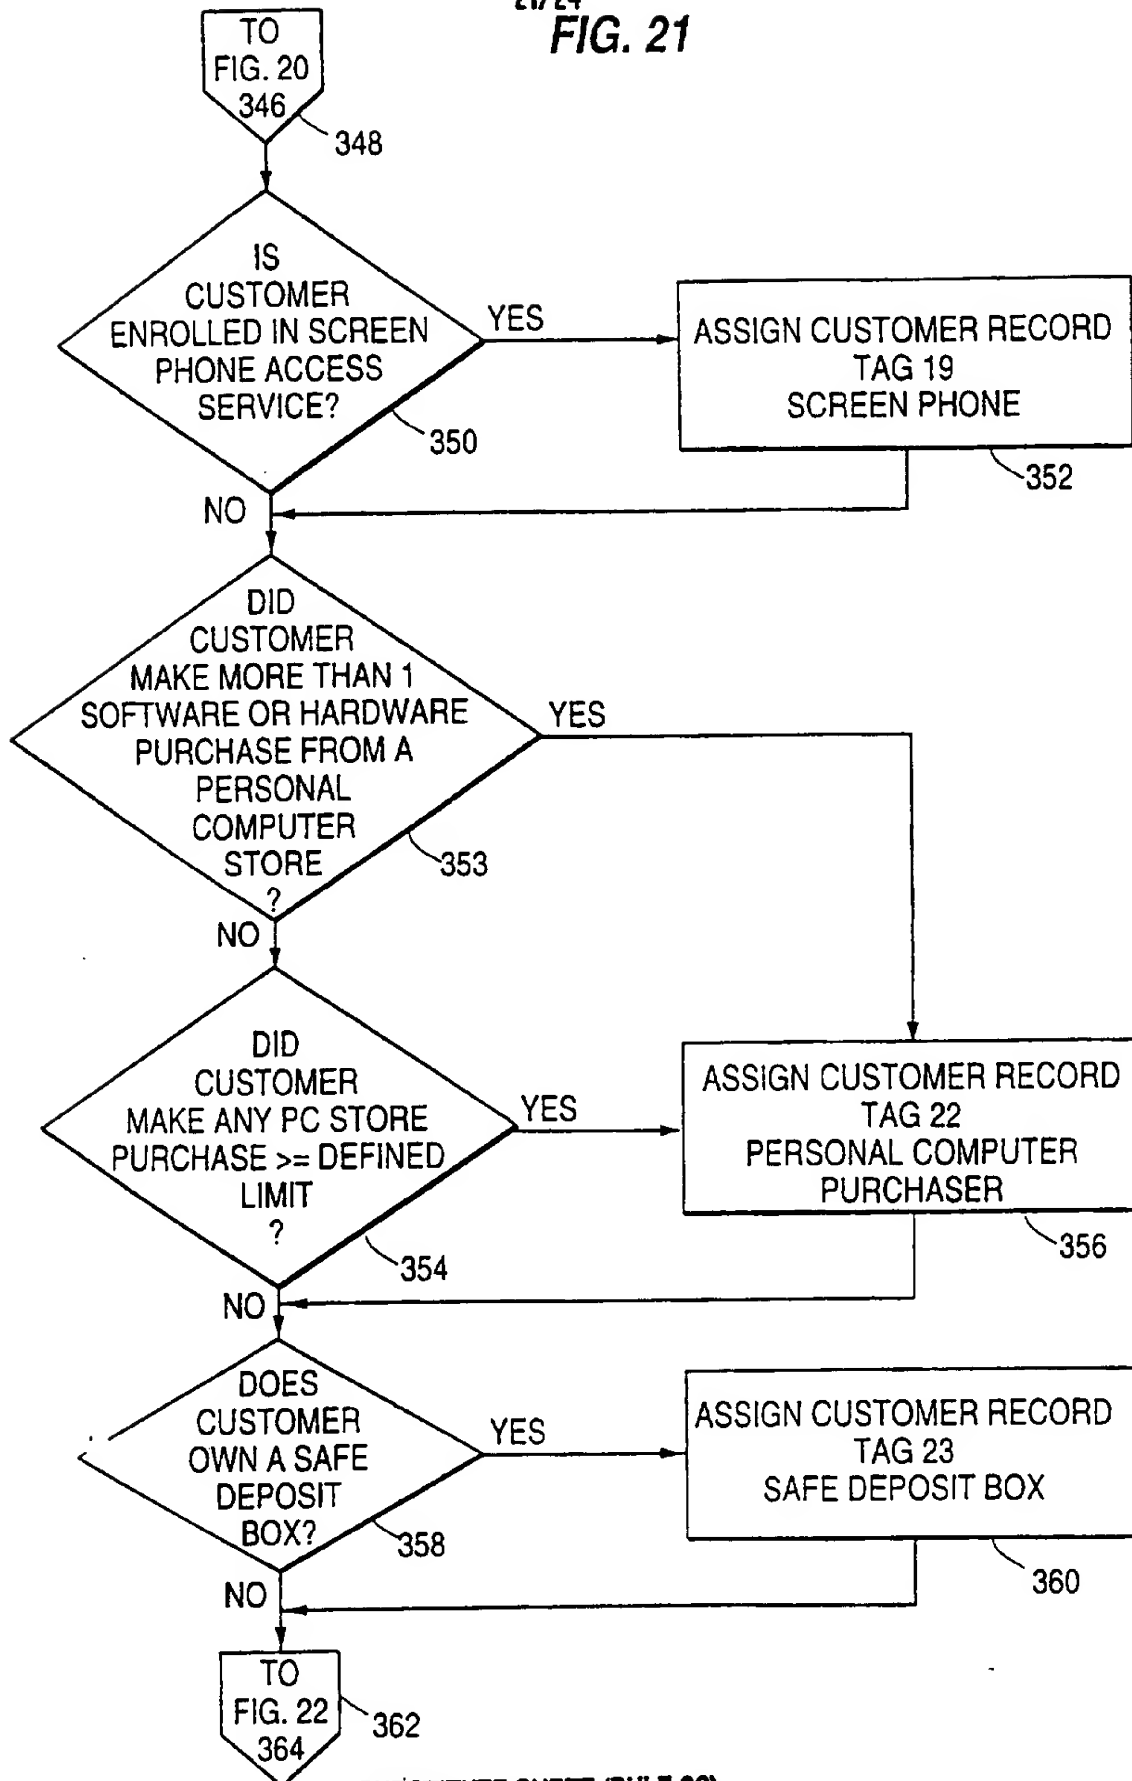 21/24
FIG. 21
TO
FIG. 20
346
348
IS
CUSTOMER
ENROLLED IN SCREEN
PHONE ACCESS
SERVICE?
YES
350
ASSIGN CUSTOMER RECORD
TAG 19
SCREEN PHONE
352
NO
DID
CUSTOMER
MAKE MORE THAN 1
SOFTWARE OR HARDWARE
PURCHASE FROM A
PERSONAL
COMPUTER
STORE
?
YES
353
NO
DID
CUSTOMER
MAKE ANY PC STORE
PURCHASE >= DEFINED
LIMIT
?
YES
354
ASSIGN CUSTOMER RECORD
TAG 22
PERSONAL COMPUTER
PURCHASER
356
NO
DOES
CUSTOMER
OWN A SAFE
DEPOSIT
BOX?
YES
358
ASSIGN CUSTOMER RECORD
TAG 23
SAFE DEPOSIT BOX
360
NO
TO
FIG. 22
364
362